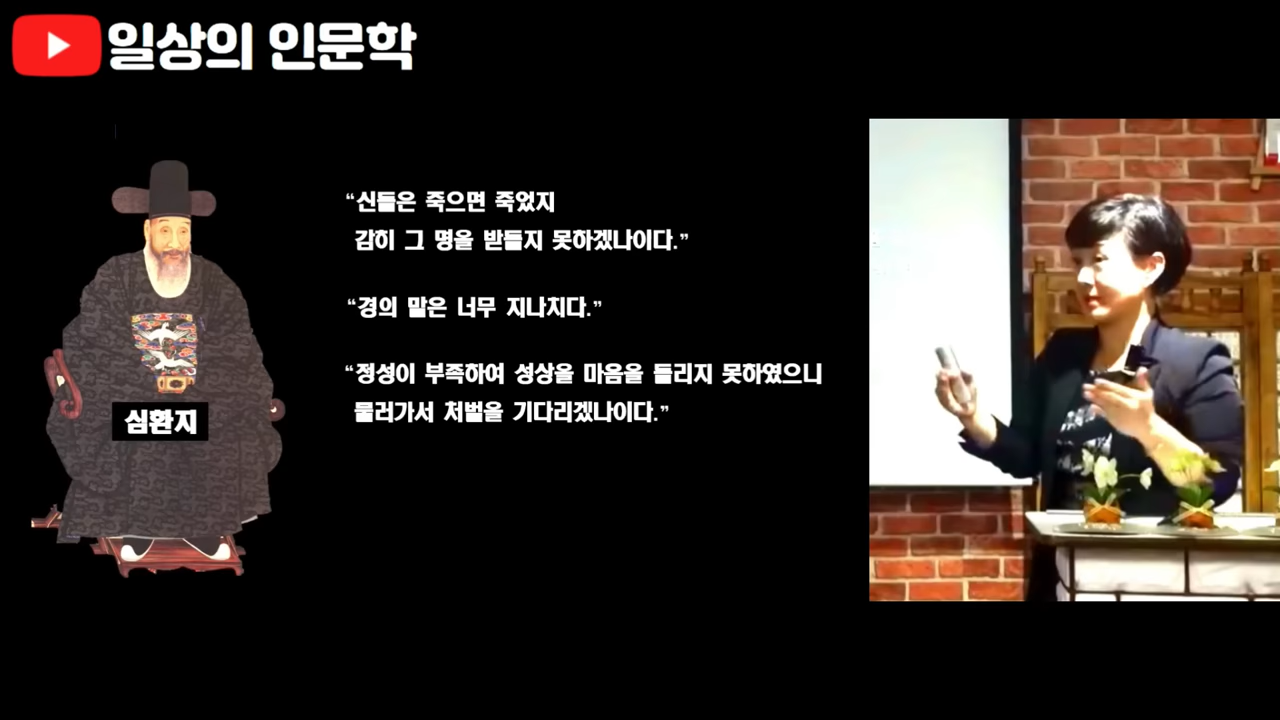 일상의 인문학
“신들은 죽으면 죽었지
감히 그 명을 받들지 못하겠나이다.”
“경의 말은 너무 지나치다.”
“정성이 부족하여 성상을 마음을 돌리지 못하였으니
물러가서 처벌을 기다리겠나이다.”
심환지